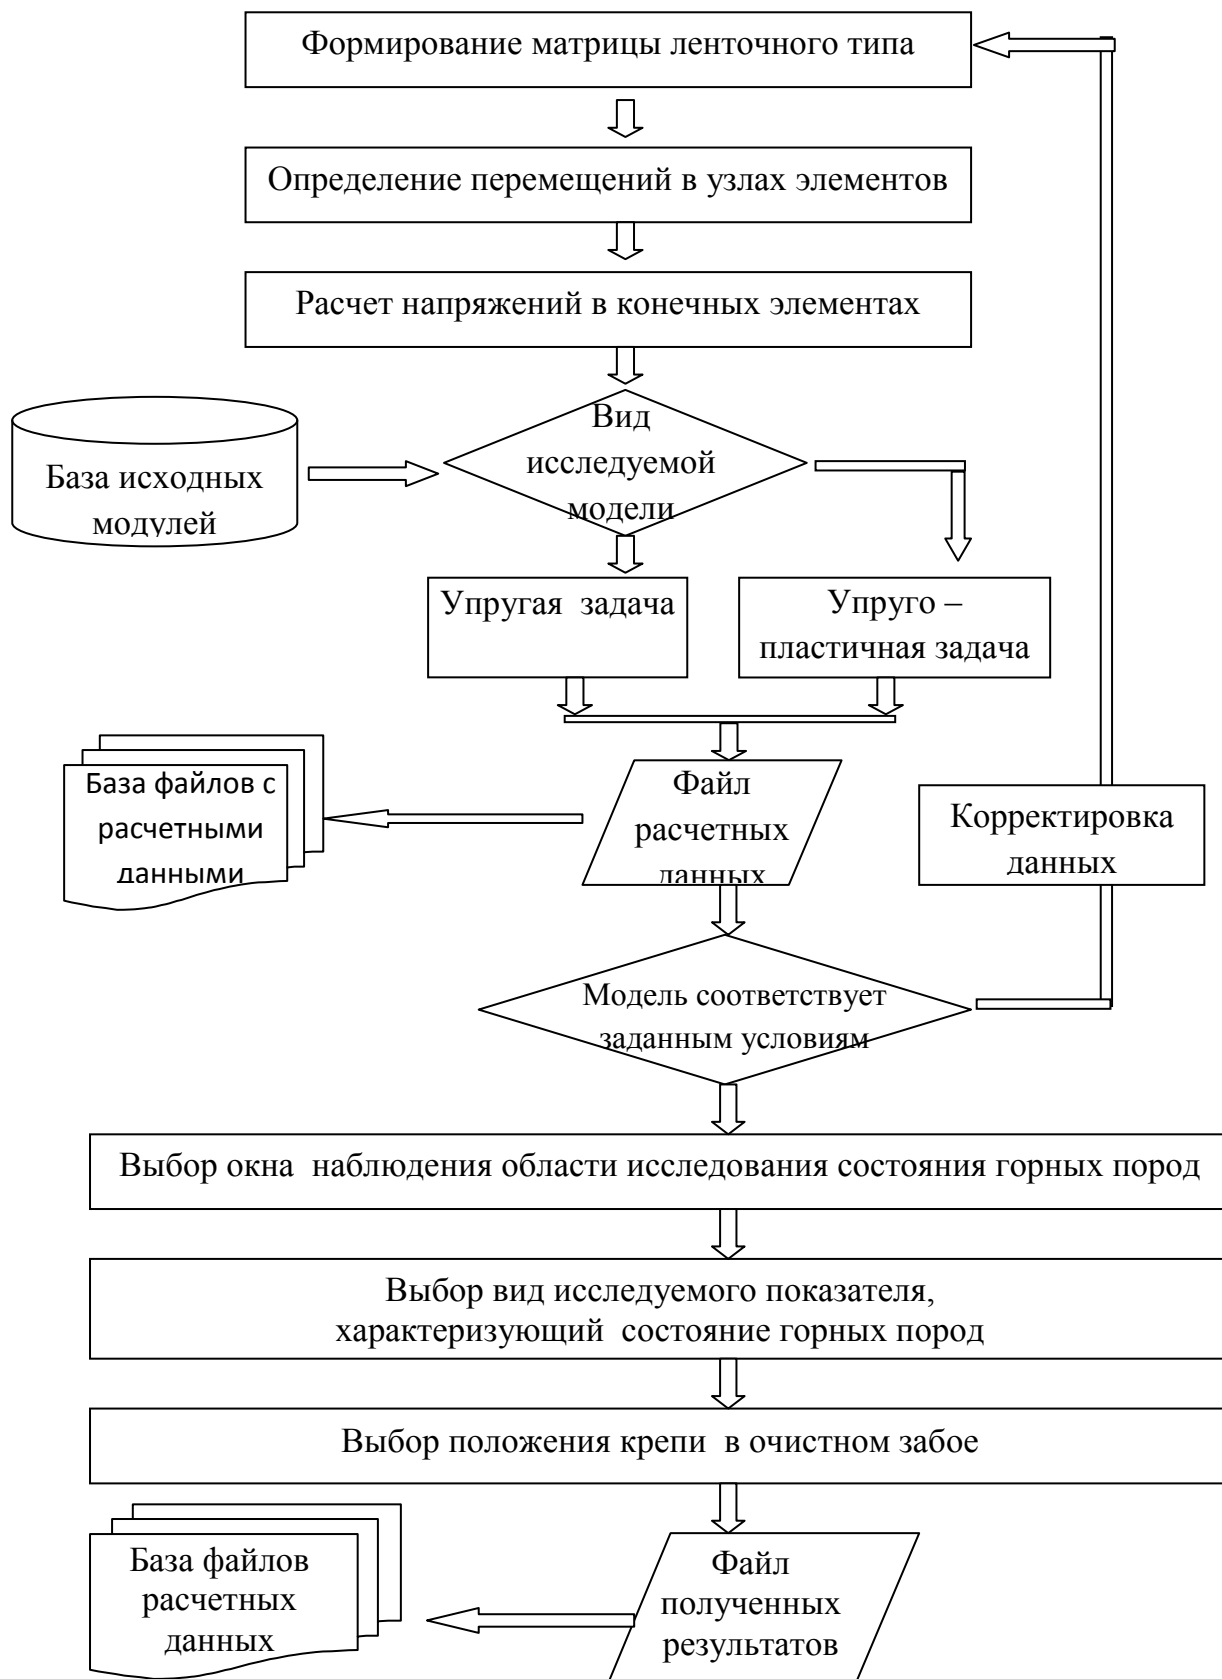 Формирование матрицы ленточного типа
Определение перемещений в узлах элементов
Расчет напряжений в конечных элементах
Вид
исследуемой
модели
База исходных
модулей
Упругая задача
Упруго –
пластичная задача
База файлов с
расчетными
данными
Файл
расчетных
данных
Корректировка
данных
Модель соответствует
заданным условиям
Выбор окна наблюдения области исследования состояния горных пород
Выбор вид исследуемого показателя,
характеризующий состояние горных пород
Выбор положения крепи в очистном забое
База файлов
расчетных
данных
Файл
полученных
результатов